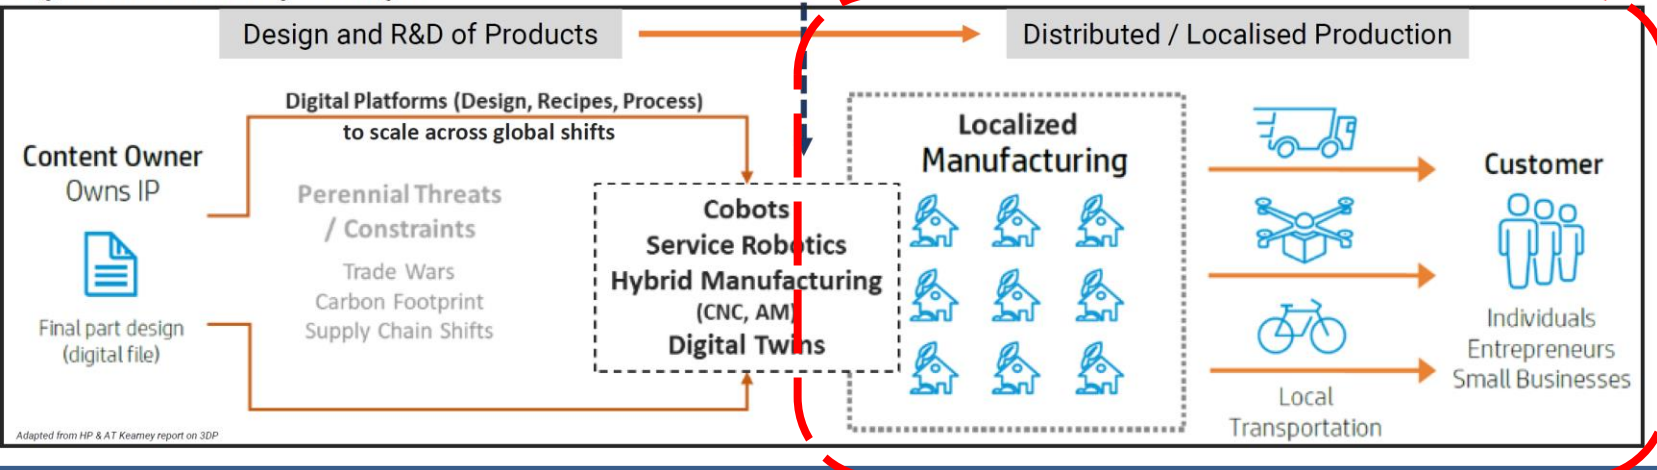 Design and R&D of Products
Distributed / Localised Production
Digital Platforms (Design, Recipes, Process)
to scale across global shifts
Content Owner
Owns IP
Final part design
(digital file)
Perennial Threats
/ Constraints
Trade Wars
Carbon Footprint
Supply Chain Shifts
Cobots
Service Robotics
Hybrid Manufacturing
(CNC, AM)
Digital Twins
Localized
Manufacturing
Local
Transportation
Customer
Individuals
Entrepreneurs
Small Businesses
Adapted from HP & AT Kearney report on 3DP